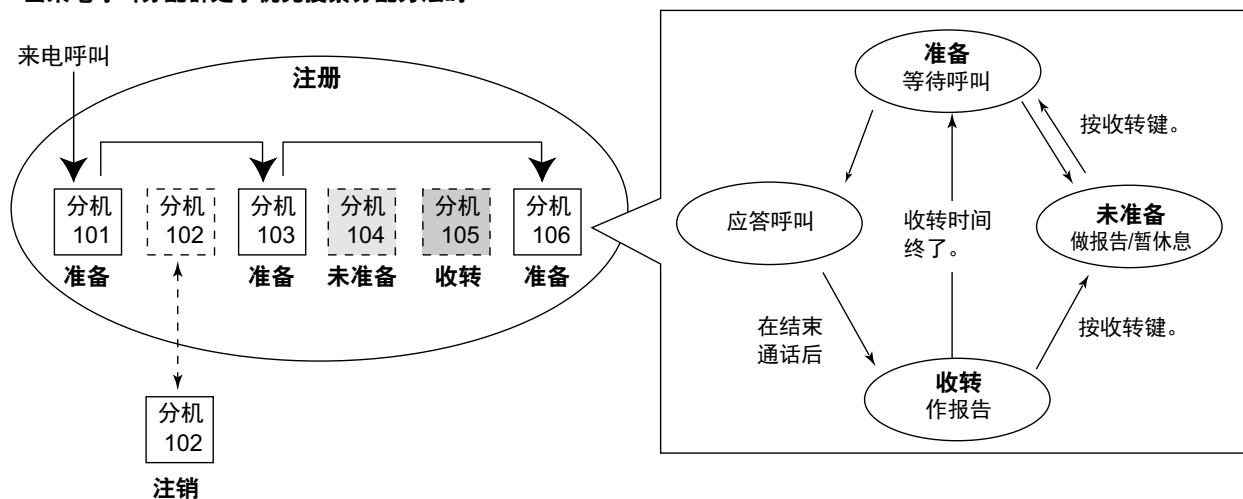 来电呼叫
注册
分机
101
准备
分机
102
分机
103
准备
分机
104
未准备
分机
105
收转
分机
106
准备
分机
102
注销
准备
等待呼叫
按收转键。
应答呼叫
收转时间
终了。
未准备
做报告/暂休息
在结束
通话后
按收转键。
收转
作报告